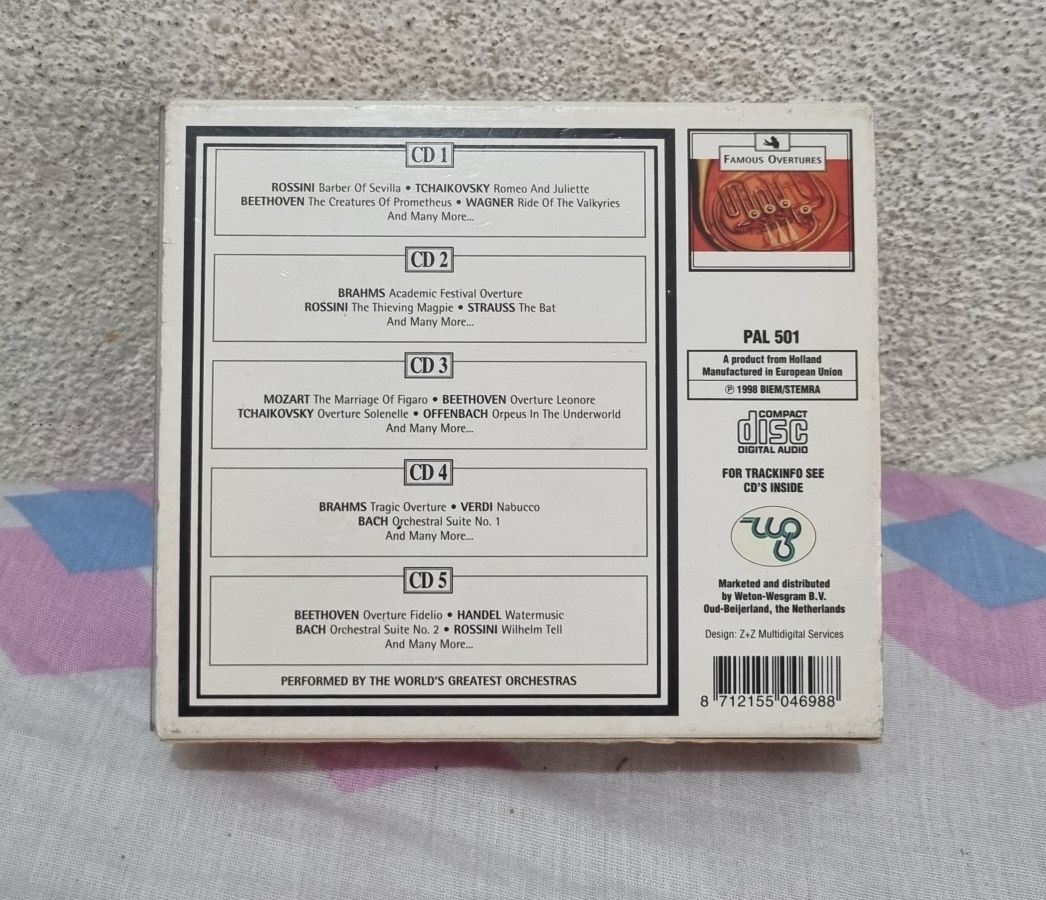 CD 1
ROSSINI Barber Of Sevilla • TCHAIKOVSKY Romeo And Juliette
BEETHOVEN The Creatures Of Prometheus • WAGNER Ride Of The Valkyries
And Many More...
CD 2
BRAHMS Academic Festival Overture
ROSSINI The Thieving Magpie • STRAUSS The Bat
And Many More...
CD 3
MOZART The Marriage Of Figaro • BEETHOVEN Overture Leonore
TCHAIKOVSKY Overture Solenelle • OFFENBACH Orpeus In The Underworld
And Many More...
CD 4
BRAHMS Tragic Overture • VERDI Nabucco
BACH Orchestral Suite No. 1
And Many More...
CD 5
BEETHOVEN Overture Fidelio • HANDEL Watermusic
BACH Orchestral Suite No. 2 • ROSSINI Wilhelm Tell
And Many More...
PERFORMED BY THE WORLD'S GREATEST ORCHESTRAS
FAMOUS OVERTURES
PAL 501
A product from Holland
Manufactured in European Union
℗ 1998 BIEM/STEMRA
COMPACT
disc
DIGITAL AUDIO
FOR TRACKINFO SEE
CD'S INSIDE
Marketed and distributed
by Weton-Wesgram B.V.
Oud-Beijerland, the Netherlands
Design: Z+Z Multidigital Services
8 712155 046988